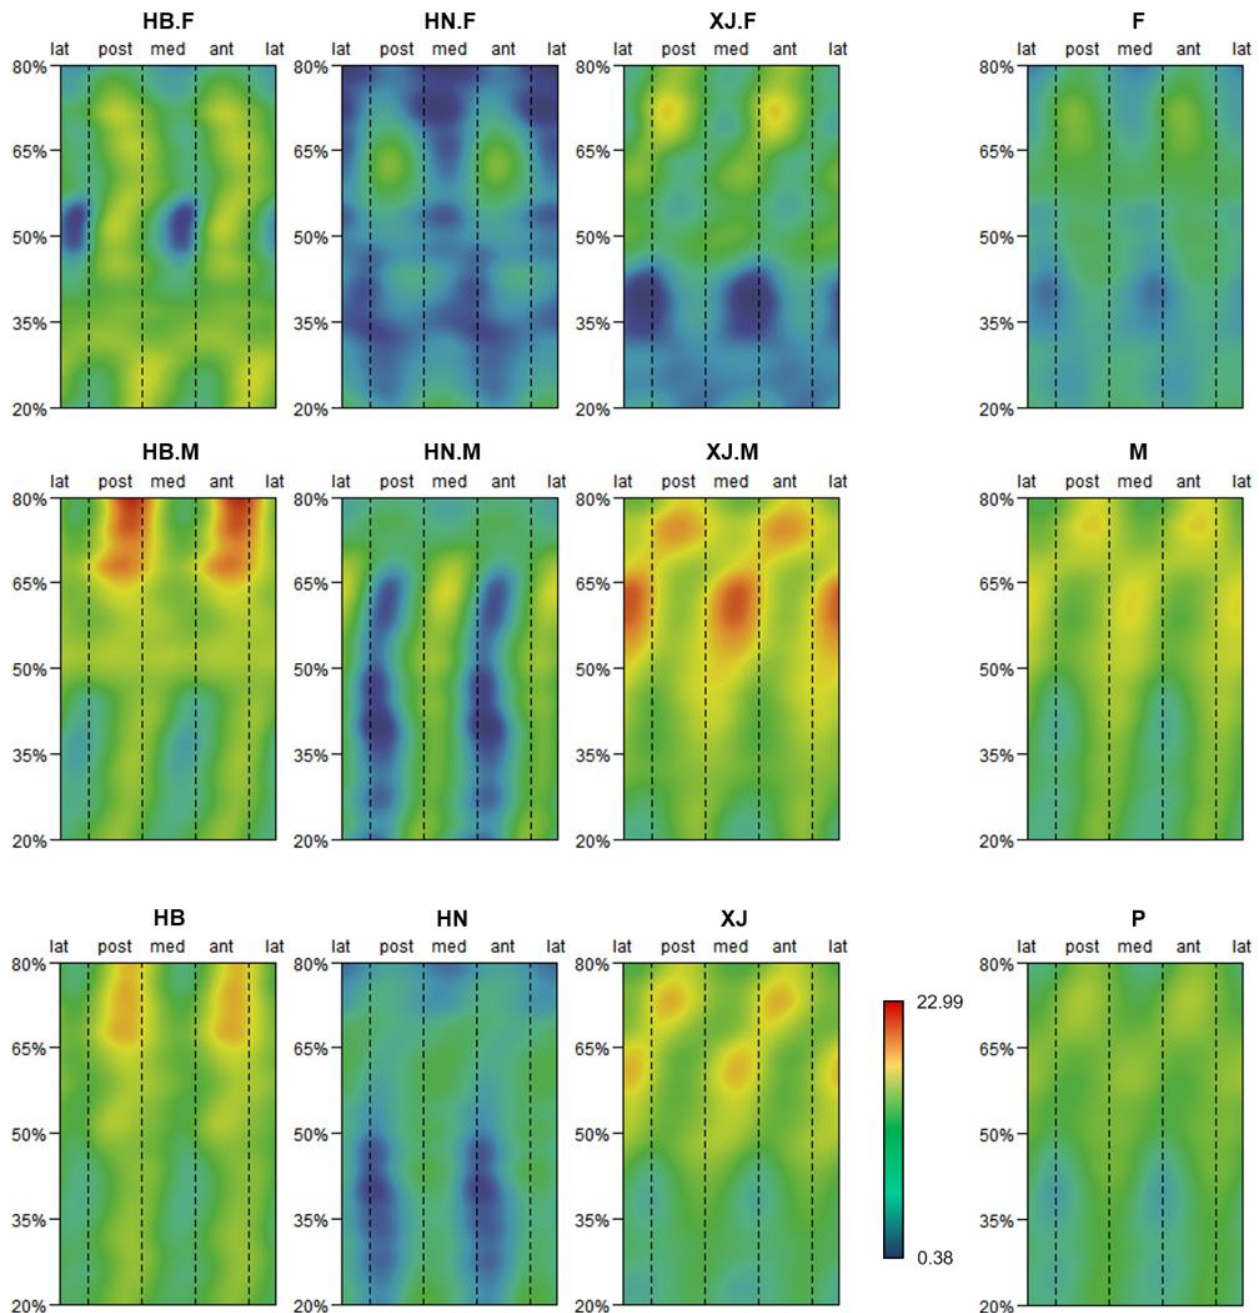 HB.F HN.F XJ.F F
lat post med ant lat lat post med ant lat lat post med ant lat lat post med ant lat
80% 80% 80% 80%
65% 65% 65% 65%
50% 50% 50% 50%
35% 35% 35% 35%
20% 20% 20% 20%
HB.M HN.M XJ.M M
lat post med ant lat lat post med ant lat lat post med ant lat lat post med ant lat
80% 80% 80% 80%
65% 65% 65% 65%
50% 50% 50% 50%
35% 35% 35% 35%
20% 20% 20% 20%
HB HN XJ P
lat post med ant lat lat post med ant lat lat post med ant lat lat post med ant lat
80% 80% 80% 80%
22.99
65% 65% 65% 65%
50% 50% 50% 50%
35% 35% 35% 35%
0.38
20% 20% 20% 20%